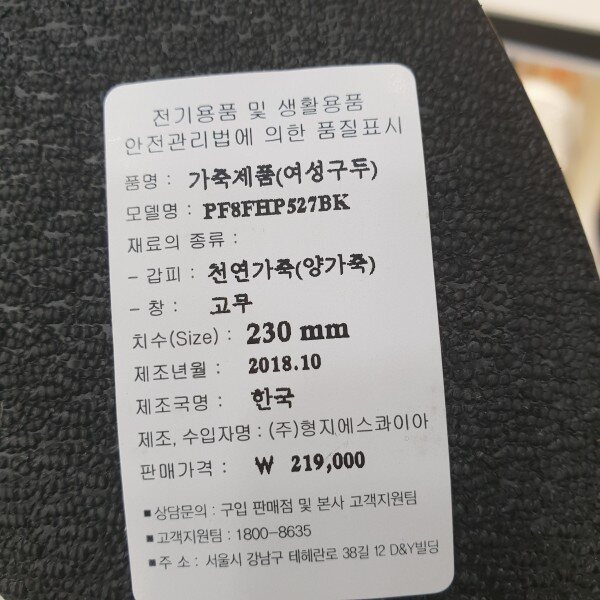 전기용품 및 생활용품
안전관리법에 의한 품질표시
품명 : 가죽제품(여성구두)
모델명 : PF8FHP527BK
재료의 종류 :
- 갑피 : 천연가죽(양가죽)
- 창 : 고무
치수(Size) : 230 mm
제조년월 : 2018.10
제조국명 : 한국
제조, 수입자명 : (주)형지에스콰이아
판매가격 : ₩ 219,000
■ 상담문의 : 구입 판매점 및 본사 고객지원팀
■ 고객지원팀 : 1800-8635
■ 주 소 : 서울시 강남구 테헤란로 38길 12 D&Y빌딩